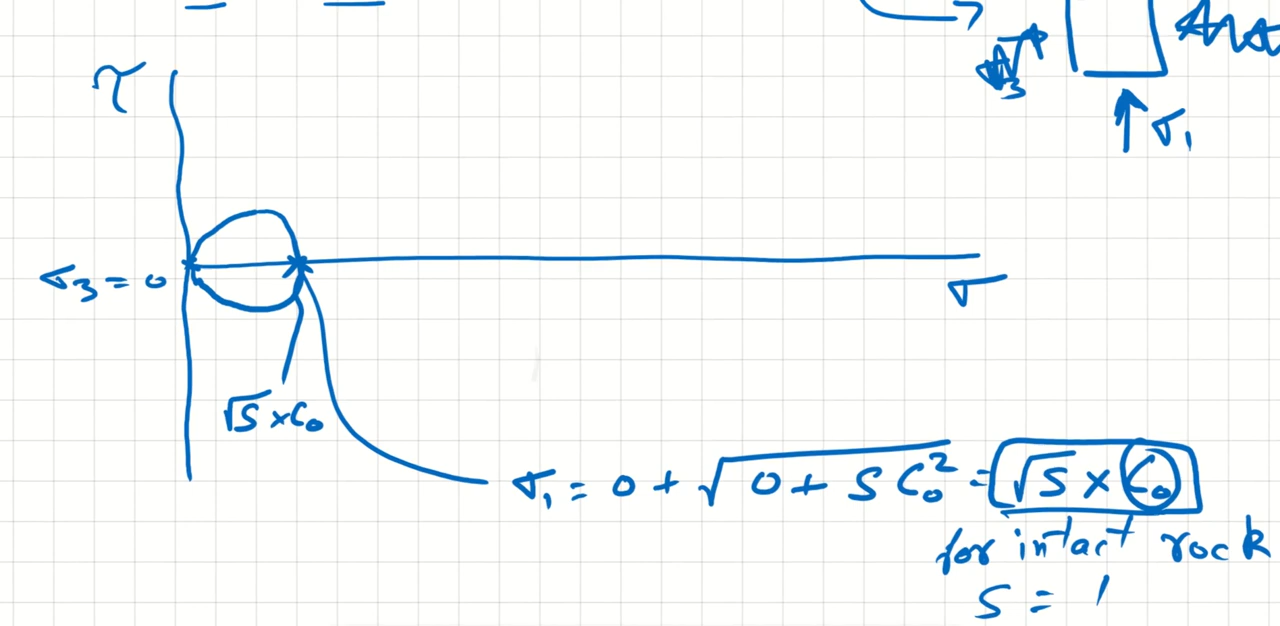 σ₃
τ
σ₁
σ₃ = 0
σ
√s × C₀
σ₁ = 0 + √(0 + s C₀²) = √s × C₀
for intact rock
s = 1